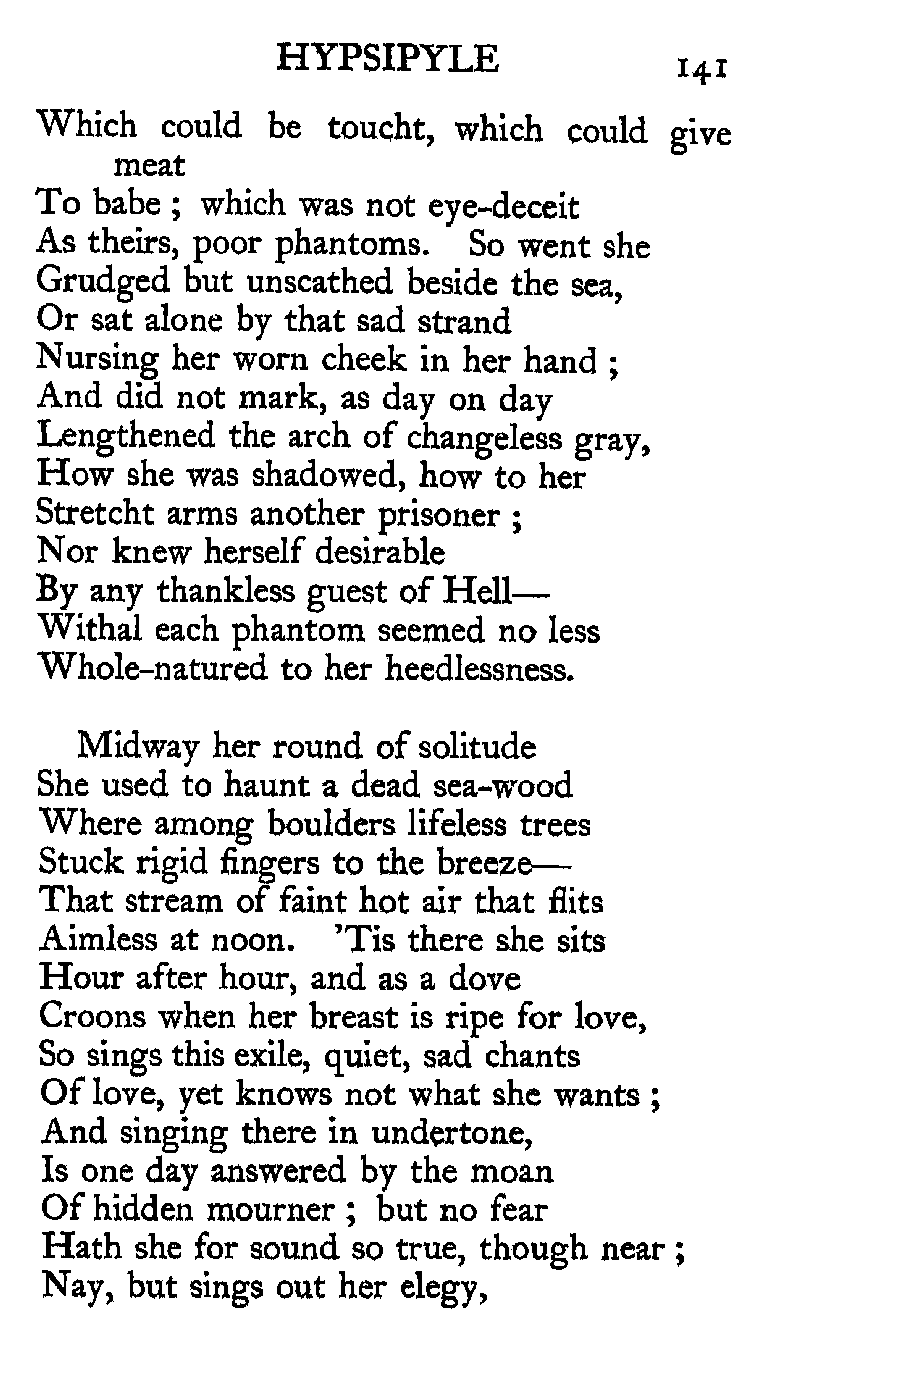 HYPSIPYLE 141
Which could be toucht, which could give
meat
To babe ; which was not eye-deceit
As theirs, poor phantoms. So went she
Grudged but unscathed beside the sea,
Or sat alone by that sad strand
Nursing her worn cheek in her hand ;
And did not mark, as day on day
Lengthened the arch of changeless gray,
How she was shadowed, how to her
Stretcht arms another prisoner ;
Nor knew herself desirable
By any thankless guest of Hell—
Withal each phantom seemed no less
Whole-natured to her heedlessness.

Midway her round of solitude
She used to haunt a dead sea-wood
Where among boulders lifeless trees
Stuck rigid fingers to the breeze—
That stream of faint hot air that flits
Aimless at noon. 'Tis there she sits
Hour after hour, and as a dove
Croons when her breast is ripe for love,
So sings this exile, quiet, sad chants
Of love, yet knows not what she wants ;
And singing there in undertone,
Is one day answered by the moan
Of hidden mourner ; but no fear
Hath she for sound so true, though near ;
Nay, but sings out her elegy,